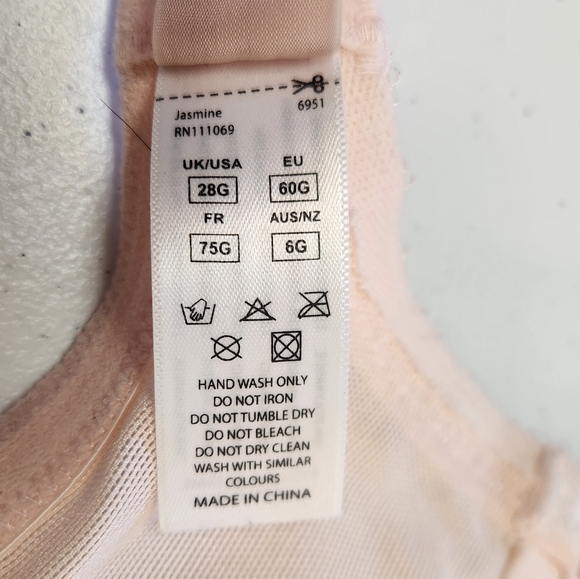 6951
Jasmine
RN111069
UK/USA EU
28G 60G
FR AUS/NZ
75G 6G
HAND WASH ONLY
DO NOT IRON
DO NOT TUMBLE DRY
DO NOT BLEACH
DO NOT DRY CLEAN
WASH WITH SIMILAR
COLOURS
MADE IN CHINA